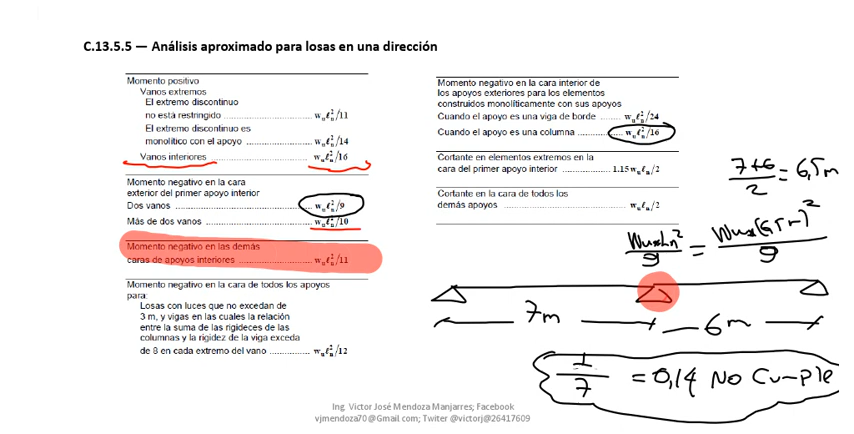 C.13.5.5 — Análisis aproximado para losas en una dirección
Momento positivo
Vanos extremos
El extremo discontinuo
no está restringido ........ wᵤℓₙ²/11
El extremo discontinuo es
monolítico con el apoyo ........ wᵤℓₙ²/14
Vanos interiores ........ wᵤℓₙ²/16
Momento negativo en la cara
exterior del primer apoyo interior
Dos vanos ........ wᵤℓₙ²/9
Más de dos vanos ........ wᵤℓₙ²/10
Momento negativo en las demás
caras de apoyos interiores ........ wᵤℓₙ²/11
Momento negativo en la cara de todos los apoyos
para:
Losas con luces que no excedan de
3 m, y vigas en las cuales la relación
entre la suma de las rigideces de las
columnas y la rigidez de la viga exceda
de 8 en cada extremo del vano ........ wᵤℓₙ²/12
Momento negativo en la cara interior de
los apoyos exteriores para los elementos
construidos monolíticamente con sus apoyos
Cuando el apoyo es una viga de borde ........ wᵤℓₙ²/24
Cuando el apoyo es una columna ........ wᵤℓₙ²/16
Cortante en elementos extremos en la
cara del primer apoyo interior ........ 1.15 wᵤℓₙ/2
Cortante en la cara de todos los
demás apoyos ........ wᵤℓₙ/2
7+6/2 = 6,5m
Wu×Ln²/9 = Wu×(6,5m)²/9
7m
6m
1/7 = 0,14 No Cumple
Ing. Victor José Mendoza Manjarres; Facebook
vjmendoza70@Gmail com; Twiter @victorj@26417609